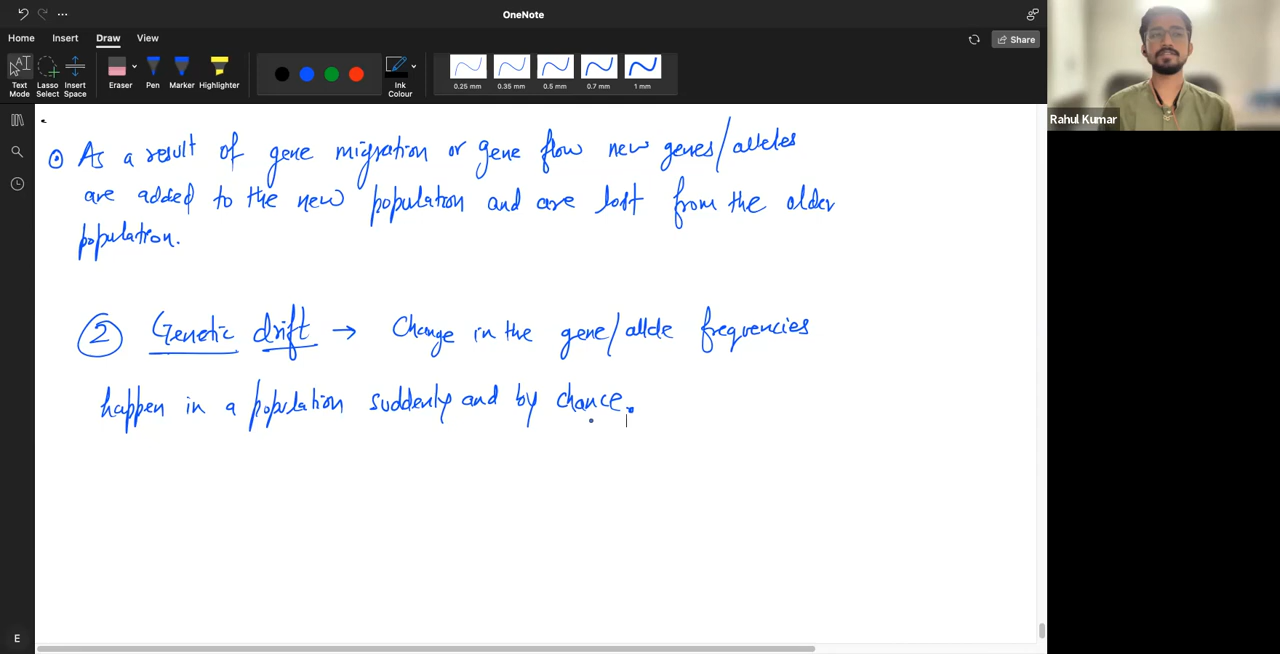 OneNote
Home Insert Draw View
Share
Text Mode
Lasso Select
Insert Space
Eraser
Pen
Marker
Highlighter
Ink Colour
0.25 mm
0.35 mm
0.5 mm
0.7 mm
1 mm
Rahul Kumar
As a result of gene migration or gene flow new genes/alleles
are added to the new population and are lost from the older
population.
2 Genetic drift → Change in the gene/allele frequencies
happen in a population suddenly and by chance.
E